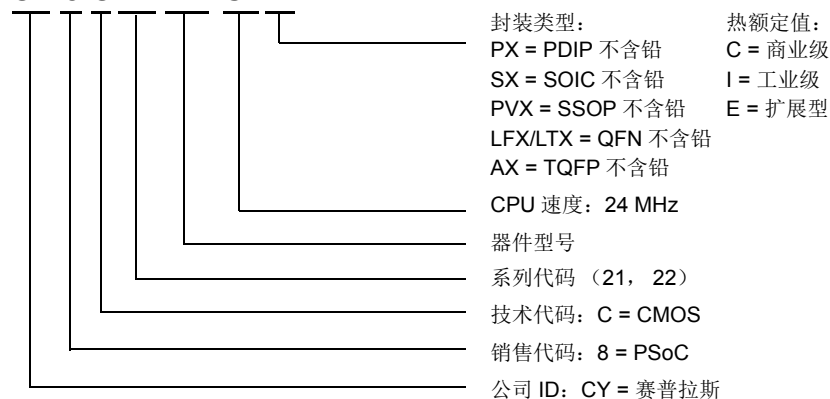 封装类型： 热额定值：
PX = PDIP 不含铅 C = 商业级
SX = SOIC 不含铅 I = 工业级
PVX = SSOP 不含铅 E = 扩展型
LFX/LTX = QFN 不含铅
AX = TQFP 不含铅
CPU 速度：24 MHz
器件型号
系列代码 （21， 22）
技术代码：C = CMOS
销售代码：8 = PSoC
公司 ID：CY = 赛普拉斯